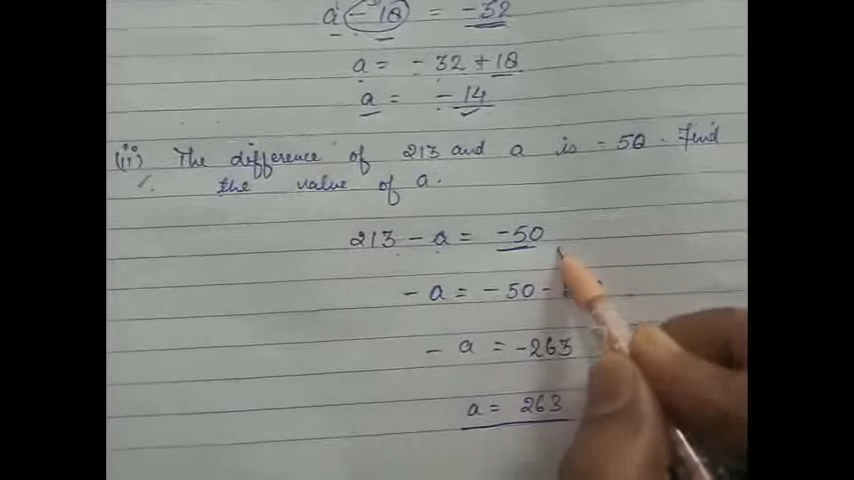 a - 18 = -32
a = - 32 + 18
a = - 14
(ii) The difference of 213 and a is - 50 . Find
the value of a.
213 - a = -50
- a = - 50 -
- a = -263
a = 263